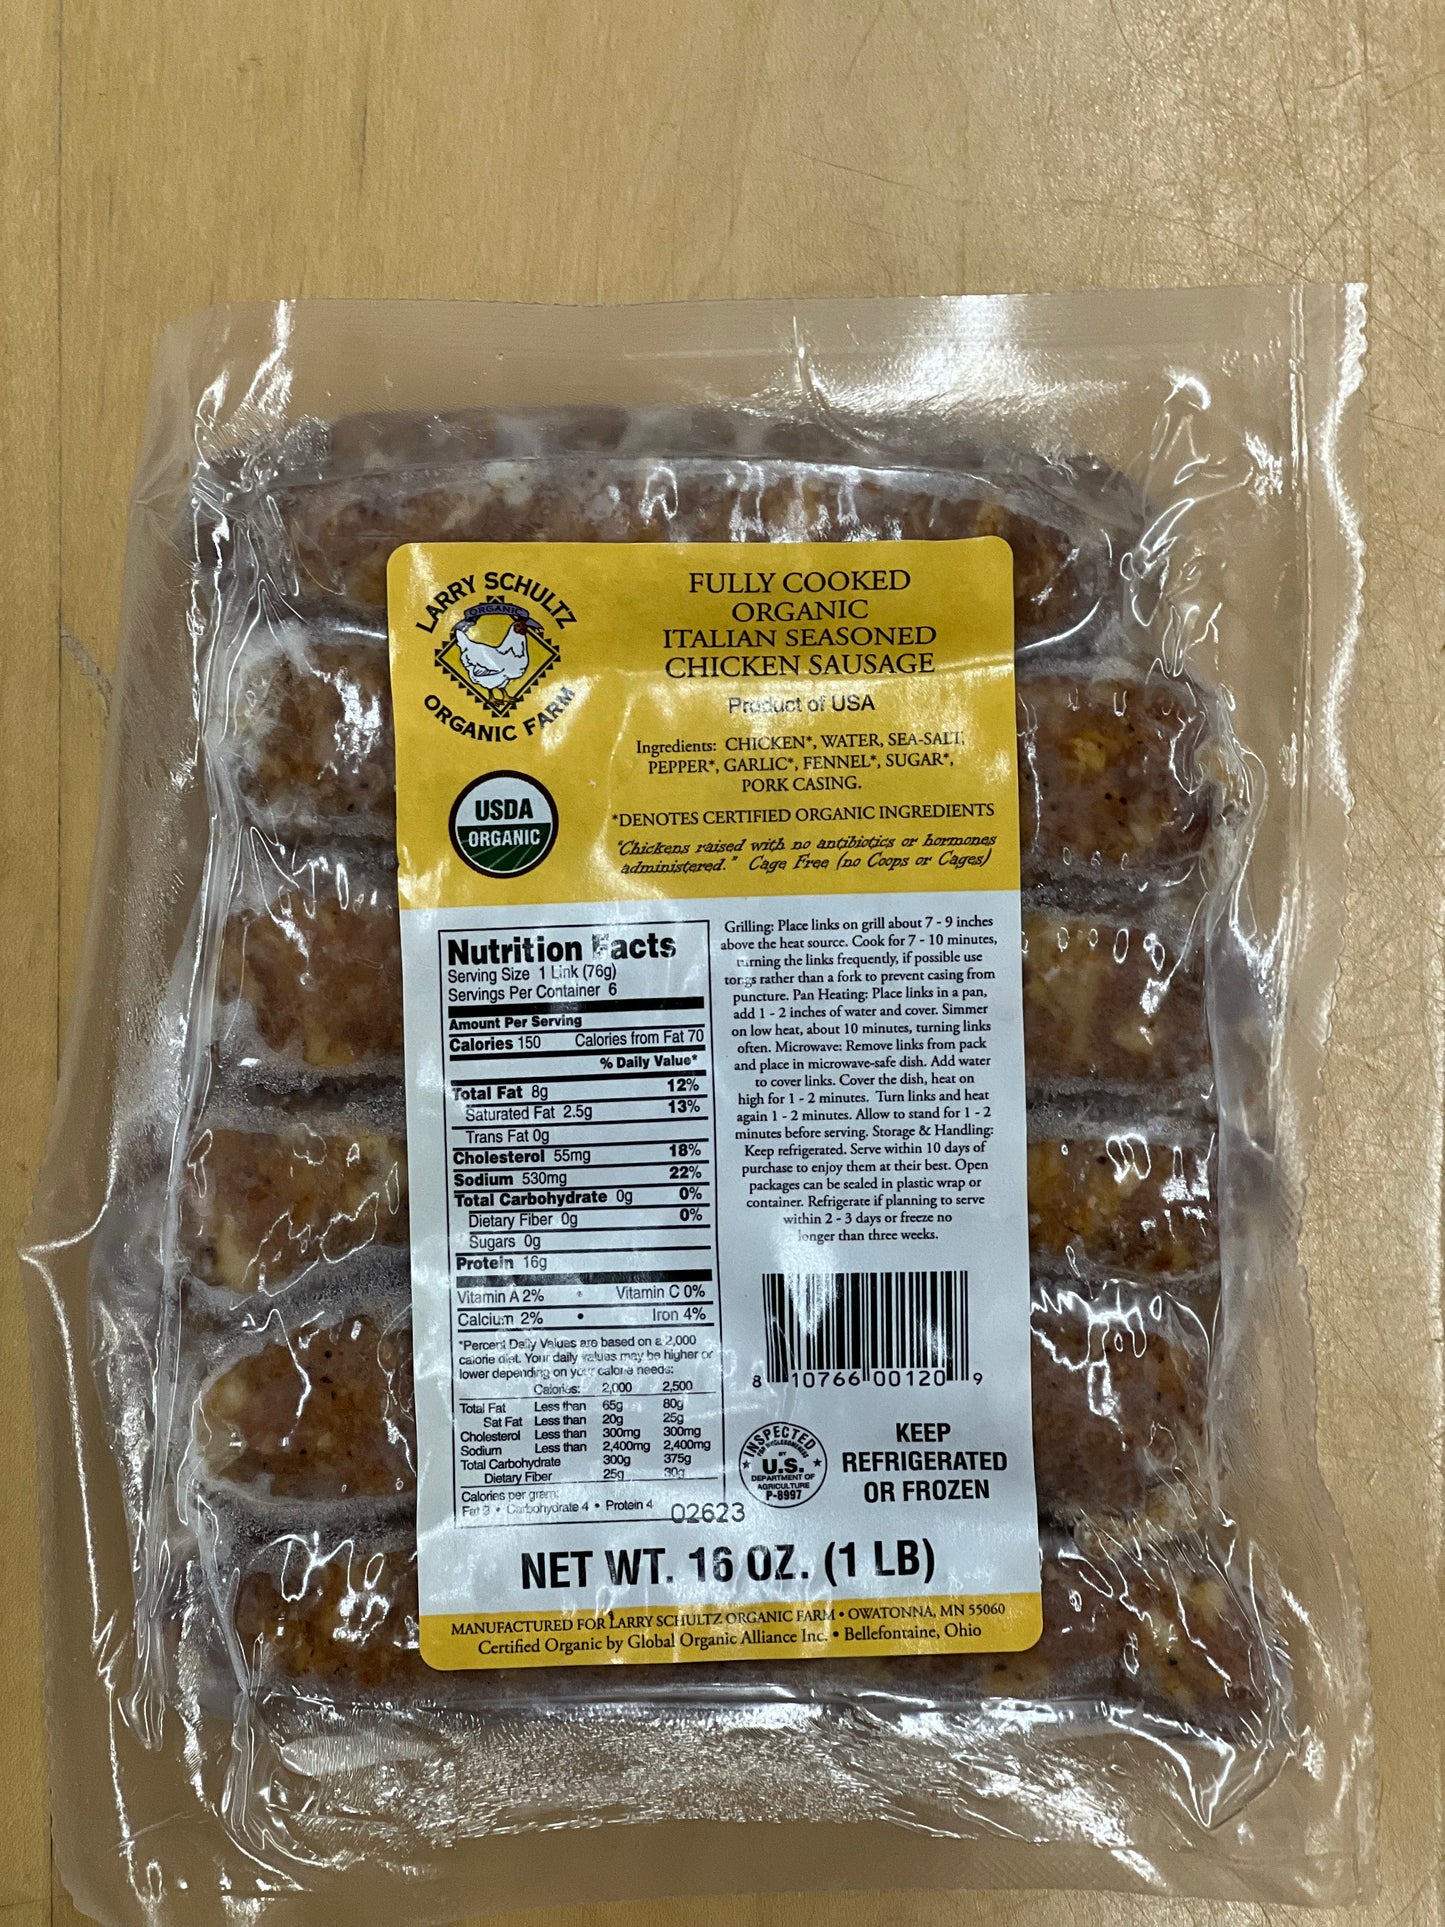 LARRY SCHULTZ
ORGANIC
ORGANIC FARM
USDA
ORGANIC
FULLY COOKED
ORGANIC
ITALIAN SEASONED
CHICKEN SAUSAGE
Product of USA
Ingredients: CHICKEN*, WATER, SEA-SALT,
PEPPER*, GARLIC*, FENNEL*, SUGAR*,
PORK CASING.
*DENOTES CERTIFIED ORGANIC INGREDIENTS
"Chickens raised with no antibiotics or hormones
administered." Cage Free (no Coops or Cages)
Nutrition Facts
Serving Size 1 Link (76g)
Servings Per Container 6
Amount Per Serving
Calories 150 Calories from Fat 70
% Daily Value*
Total Fat 8g 12%
Saturated Fat 2.5g 13%
Trans Fat 0g
Cholesterol 55mg 18%
Sodium 530mg 22%
Total Carbohydrate 0g 0%
Dietary Fiber 0g 0%
Sugars 0g
Protein 16g
Vitamin A 2% • Vitamin C 0%
Calcium 2% • Iron 4%
*Percent Daily Values are based on a 2,000
calorie diet. Your daily values may be higher or
lower depending on your calorie needs:
Calories: 2,000 2,500
Total Fat Less than 65g 80g
Sat Fat Less than 20g 25g
Cholesterol Less than 300mg 300mg
Sodium Less than 2,400mg 2,400mg
Total Carbohydrate 300g 375g
Dietary Fiber 25g 30g
Calories per gram:
Fat 9 • Carbohydrate 4 • Protein 4
02623
Grilling: Place links on grill about 7 - 9 inches
above the heat source. Cook for 7 - 10 minutes,
turning the links frequently, if possible use
tongs rather than a fork to prevent casing from
puncture. Pan Heating: Place links in a pan,
add 1 - 2 inches of water and cover. Simmer
on low heat, about 10 minutes, turning links
often. Microwave: Remove links from pack
and place in microwave-safe dish. Add water
to cover links. Cover the dish, heat on
high for 1 - 2 minutes. Turn links and heat
again 1 - 2 minutes. Allow to stand for 1 - 2
minutes before serving. Storage & Handling:
Keep refrigerated. Serve within 10 days of
purchase to enjoy them at their best. Open
packages can be sealed in plastic wrap or
container. Refrigerate if planning to serve
within 2 - 3 days or freeze no
longer than three weeks.
8 10766 00120 9
INSPECTED
FOR WHOLESOMENESS
BY
U.S.
DEPARTMENT OF
AGRICULTURE
P-8997
KEEP
REFRIGERATED
OR FROZEN
NET WT. 16 OZ. (1 LB)
MANUFACTURED FOR LARRY SCHULTZ ORGANIC FARM • OWATONNA, MN 55060
Certified Organic by Global Organic Alliance Inc. • Bellefontaine, Ohio